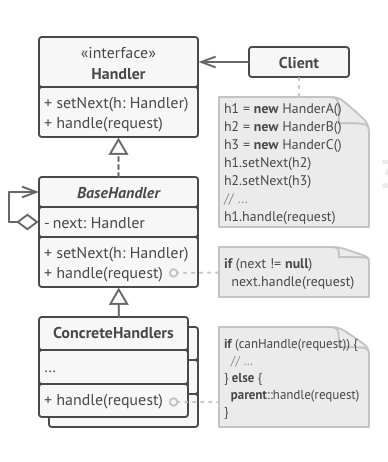 «interface»
Handler
+ setNext(h: Handler)
+ handle(request)
Client
h1 = new HanderA()
h2 = new HanderB()
h3 = new HanderC()
h1.setNext(h2)
h2.setNext(h3)
// ...
h1.handle(request)
BaseHandler
- next: Handler
+ setNext(h: Handler)
+ handle(request)
if (next != null)
next.handle(request)
ConcreteHandlers
...
+ handle(request)
if (canHandle(request)) {
// ...
} else {
parent::handle(request)
}